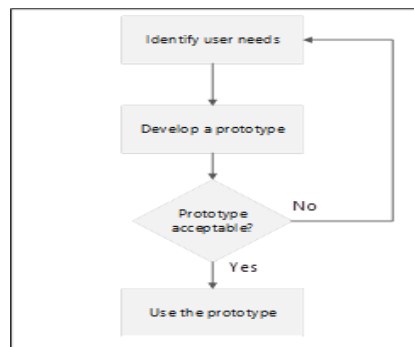 Identify user needs
Develop a prototype
Prototype
acceptable?
No
Yes
Use the prototype